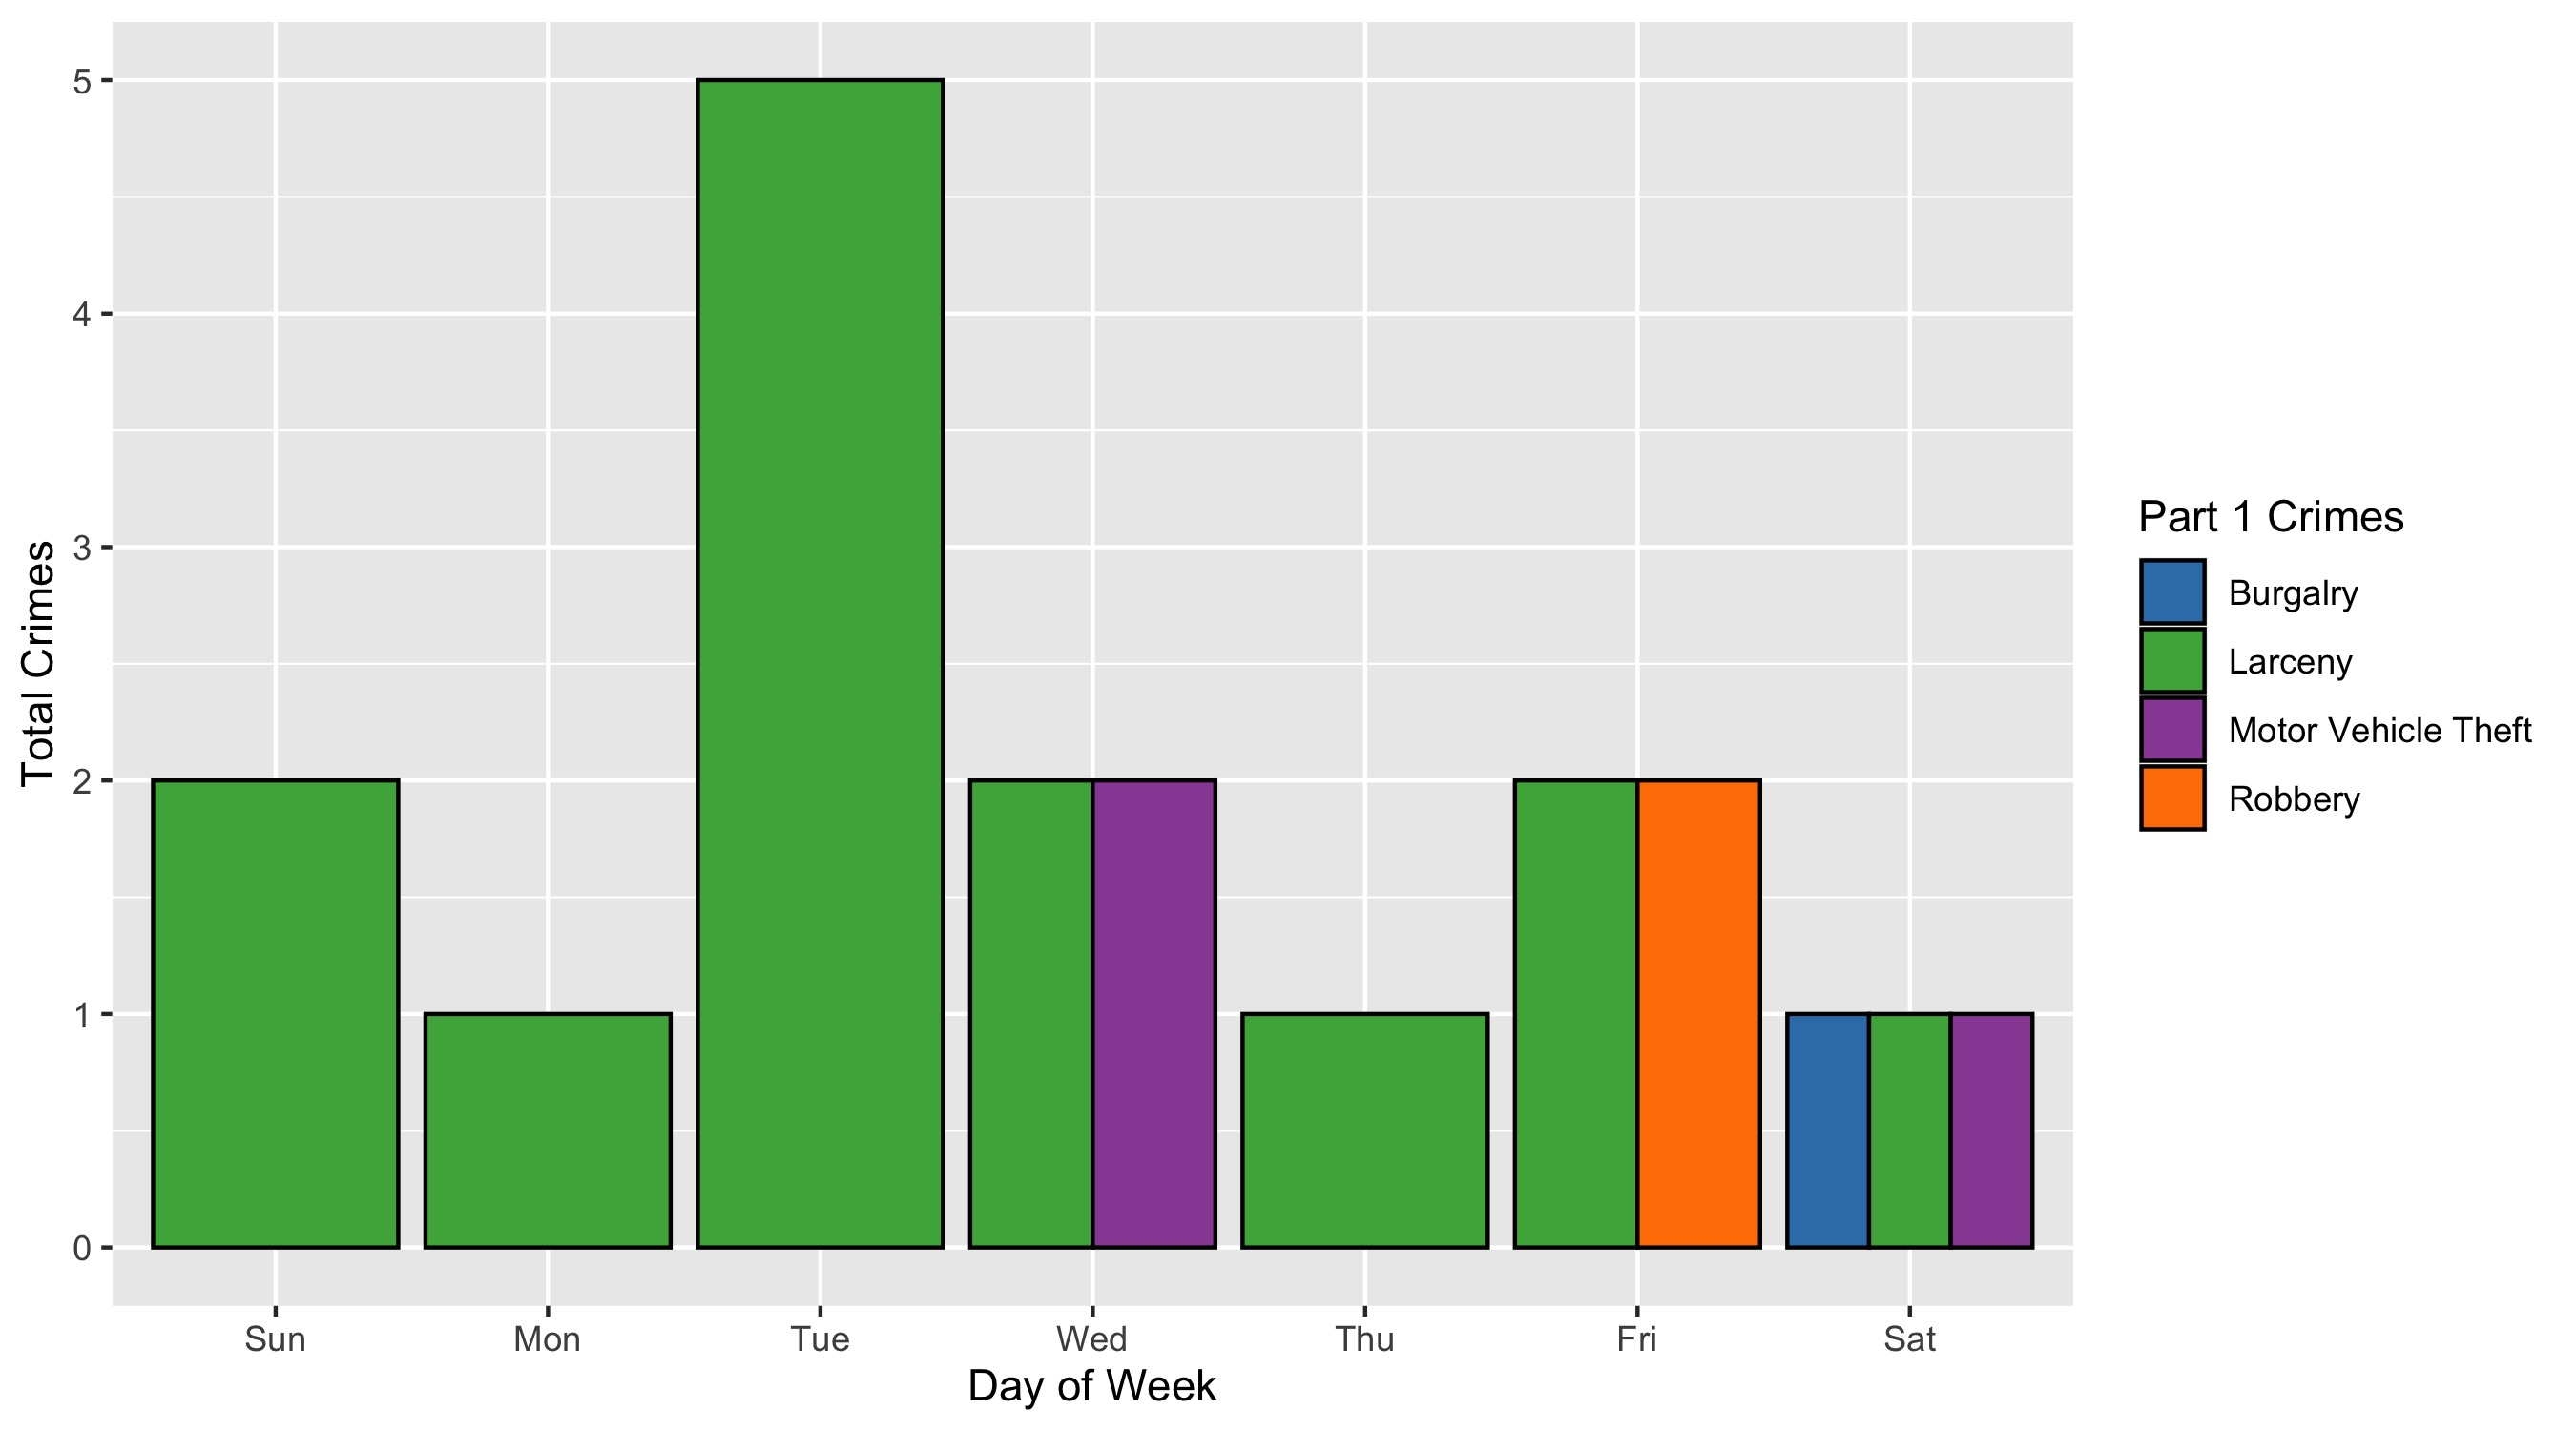 Total Crimes
5
4
3
2
1
0
Sun Mon Tue Wed Thu Fri Sat
Day of Week
Part 1 Crimes
Burgalry
Larceny
Motor Vehicle Theft
Robbery